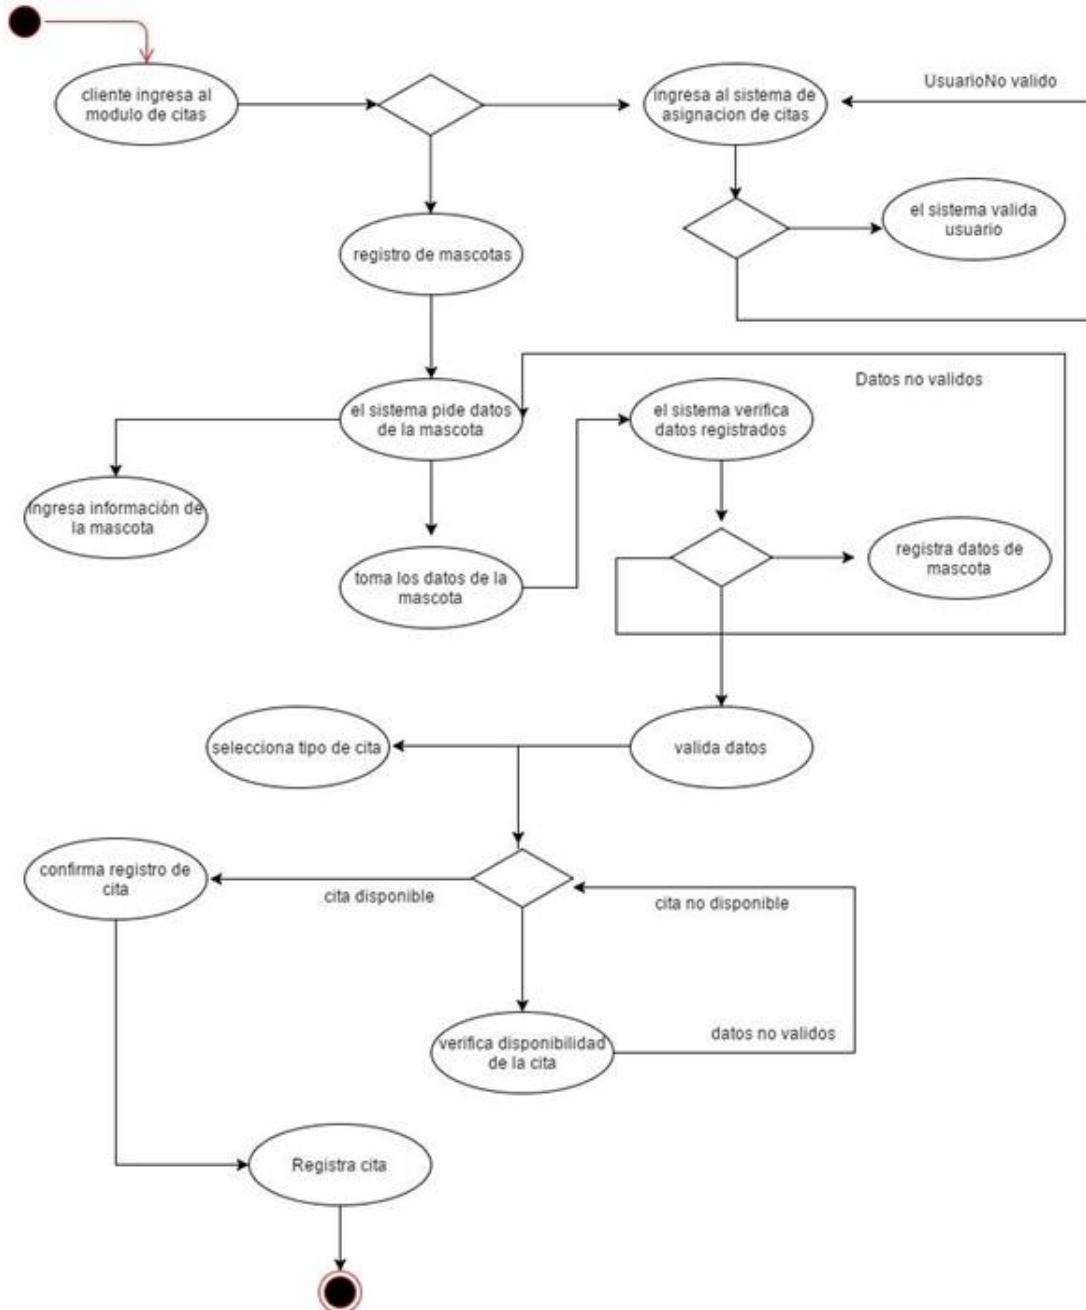 UsuarioNo valido
cliente ingresa al
modulo de citas
ingresa al sistema de
asignacion de citas
el sistema valida
usuario
registro de mascotas
Datos no validos
el sistema pide datos
de la mascota
el sistema verifica
datos registrados
Ingresa información de
la mascota
registra datos de
mascota
toma los datos de la
mascota
selecciona tipo de cita
valida datos
confirma registro de
cita
cita disponible
cita no disponible
datos no validos
verifica disponibilidad
de la cita
Registra cita